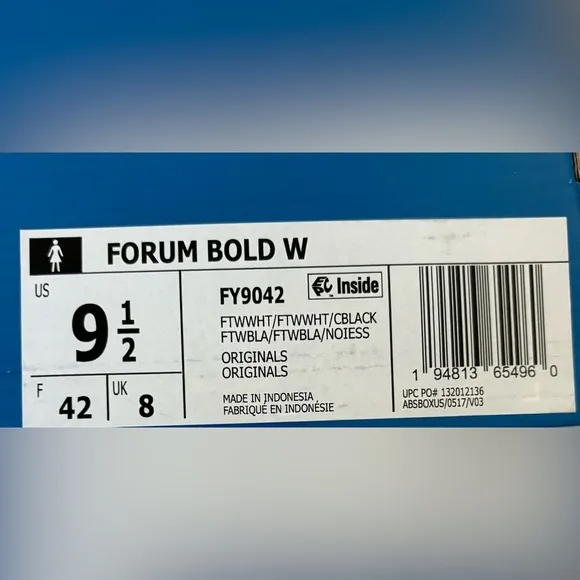 FORUM BOLD W
US
9 1/2
F
42
UK
8
FY9042
Inside
FTWWHT/FTWWHT/CBLACK
FTWBLA/FTWBLA/NOIESS
ORIGINALS
ORIGINALS
MADE IN INDONESIA
FABRIQUÉ EN INDONÉSIE
1 94813 65496 0
UPC PO# 132012136
ABSBOXUS/0517/V03